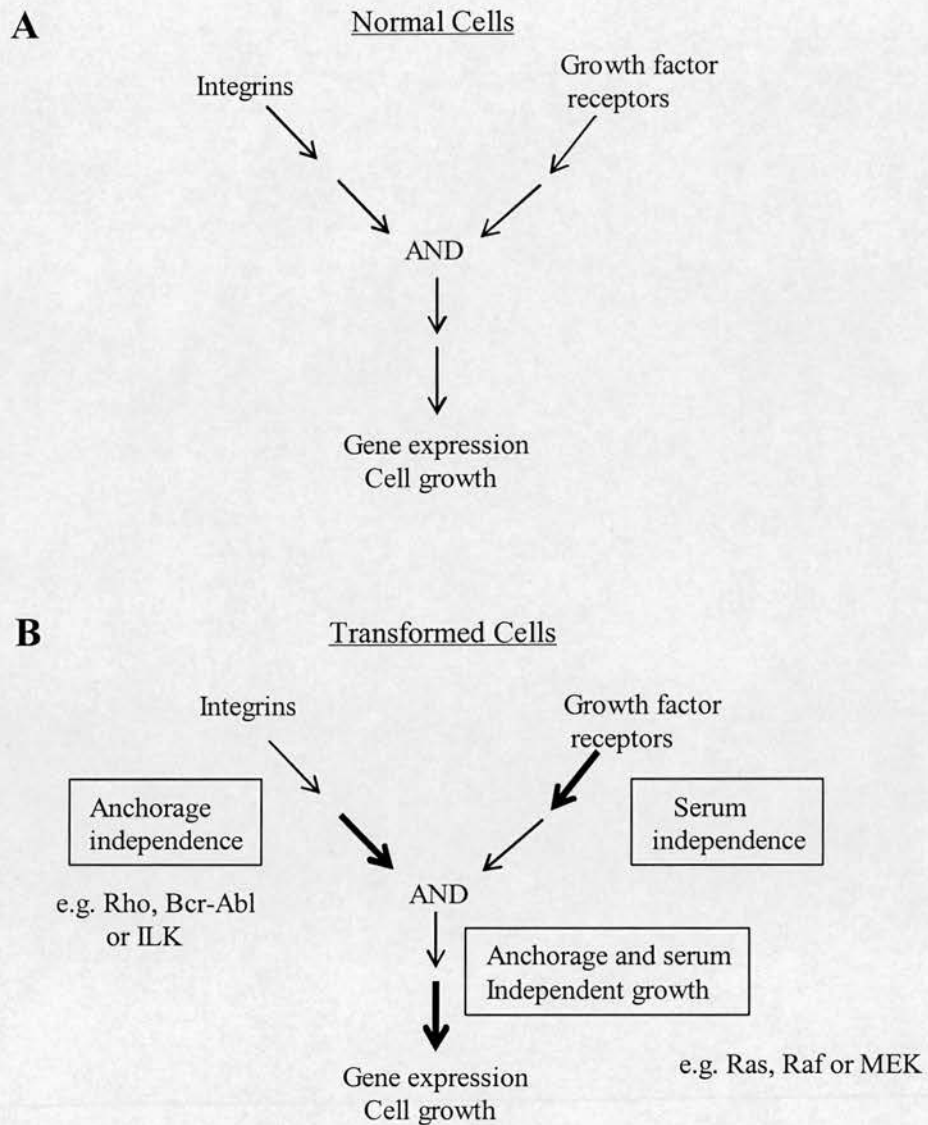 A
Normal Cells
Integrins
Growth factor
receptors
AND
Gene expression
Cell growth
B
Transformed Cells
Integrins
Growth factor
receptors
Anchorage
independence
Serum
independence
e.g. Rho, Bcr-Abl
or ILK
AND
Anchorage and serum
Independent growth
e.g. Ras, Raf or MEK
Gene expression
Cell growth